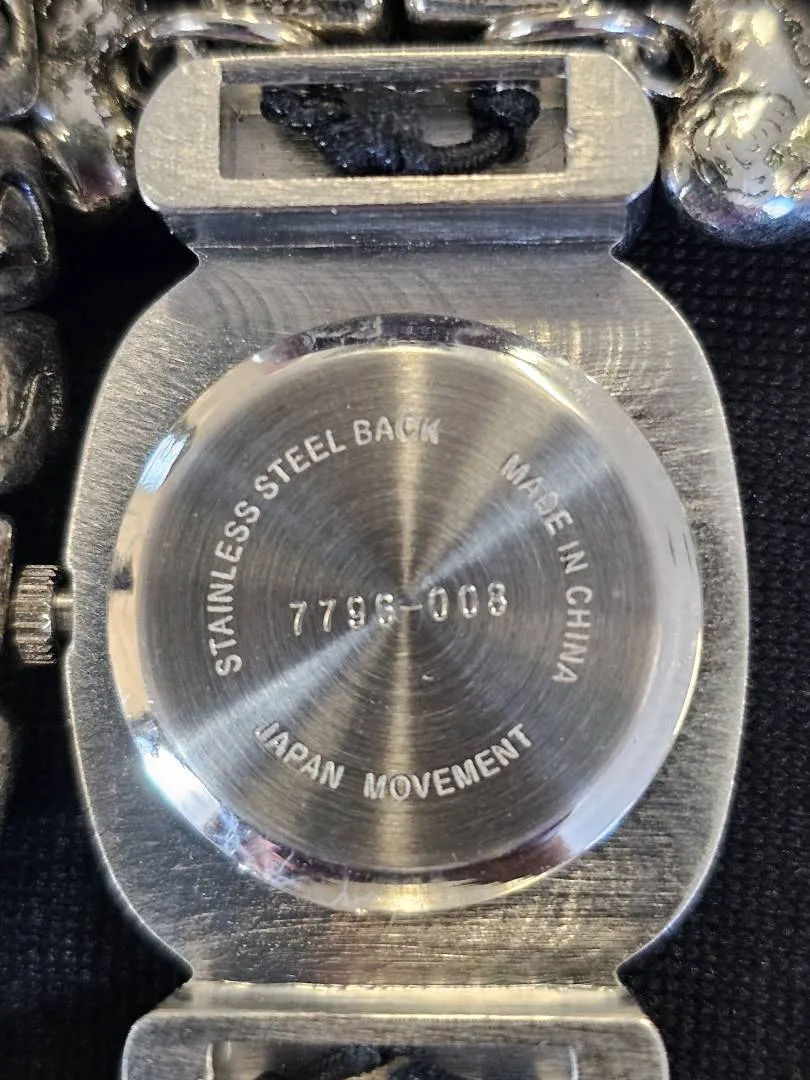 STAINLESS STEEL BACK
MADE IN CHINA
7796-008
JAPAN MOVEMENT